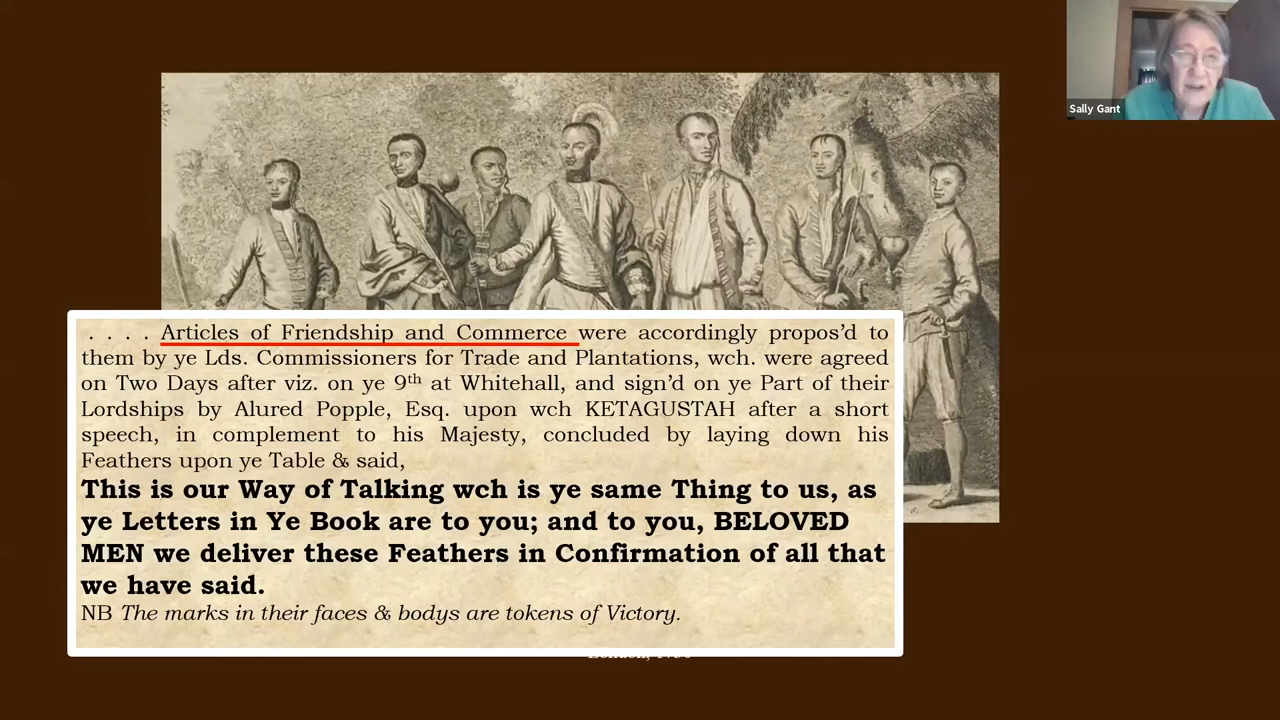 Sally Gant
. . . . Articles of Friendship and Commerce were accordingly propos'd to
them by ye Lds. Commissioners for Trade and Plantations, wch. were agreed
on Two Days after viz. on ye 9th at Whitehall, and sign'd on ye Part of their
Lordships by Alured Popple, Esq. upon wch KETAGUSTAH after a short
speech, in complement to his Majesty, concluded by laying down his
Feathers upon ye Table & said,
This is our Way of Talking wch is ye same Thing to us, as
ye Letters in Ye Book are to you; and to you, BELOVED
MEN we deliver these Feathers in Confirmation of all that
we have said.
NB The marks in their faces & bodys are tokens of Victory.
London,